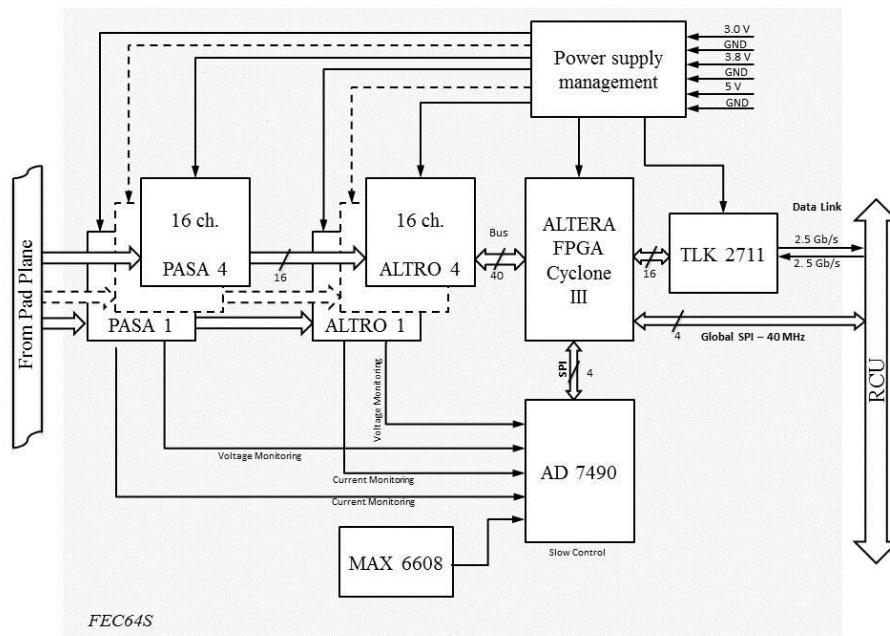 3.0 V
GND
3.8 V
GND
5 V
GND
Power supply
management
From Pad Plane
16 ch.
PASA 4
PASA 1
16
16 ch.
ALTRO 4
ALTRO 1
Bus
40
ALTERA
FPGA
Cyclone
III
16
TLK 2711
Data Link
2.5 Gb/s
2. 5 Gb/s
4
Global SPI – 40 MHz
RCU
SPI
4
Voltage Monitoring
Voltage Monitoring
Current Monitoring
Current Monitoring
AD 7490
Slow Control
MAX 6608
FEC64S